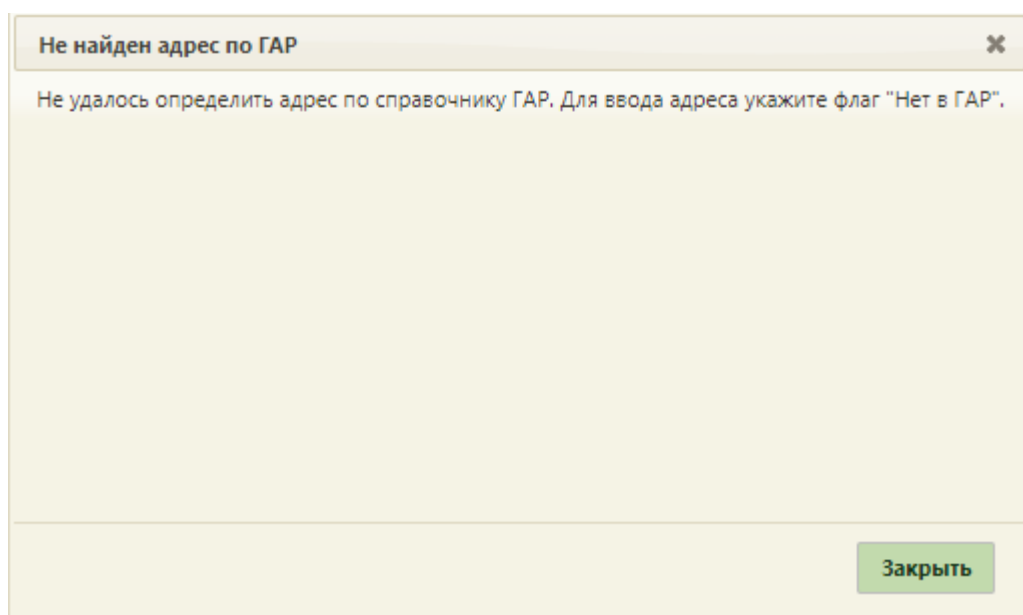 Не найден адрес по ГАР
Не удалось определить адрес по справочнику ГАР. Для ввода адреса укажите флаг "Нет в ГАР".
Закрыть